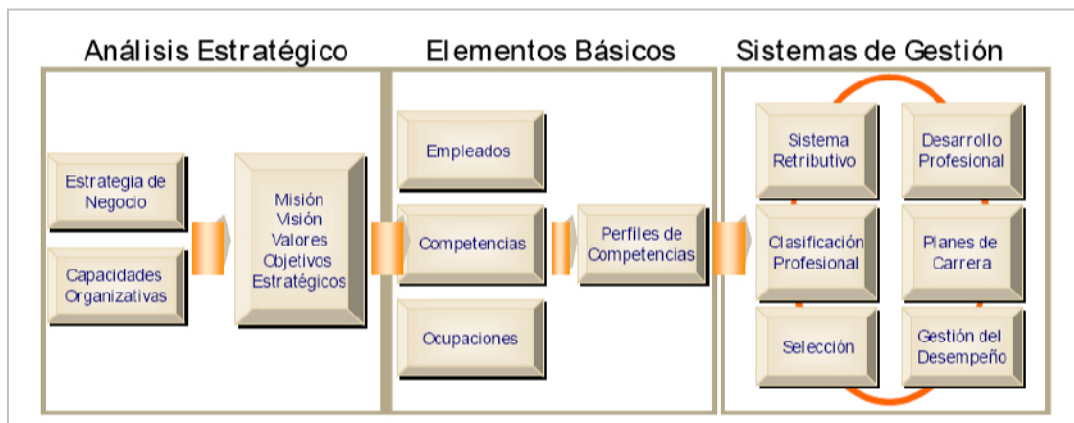 Análisis Estratégico
Elementos Básicos
Sistemas de Gestión
Estrategia de
Negocio
Capacidades
Organizativas
Misión
Visión
Valores
Objetivos
Estratégicos
Empleados
Competencias
Ocupaciones
Perfiles de
Competencias
Sistema
Retributivo
Desarrollo
Profesional
Clasificación
Profesional
Planes de
Carrera
Selección
Gestión del
Desempeño